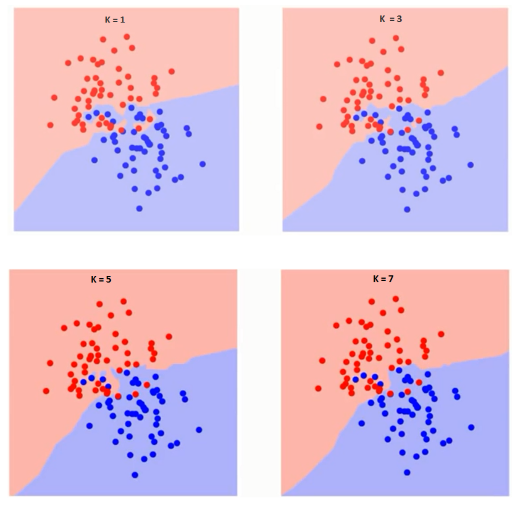 K = 1
K = 3
K = 5
K = 7